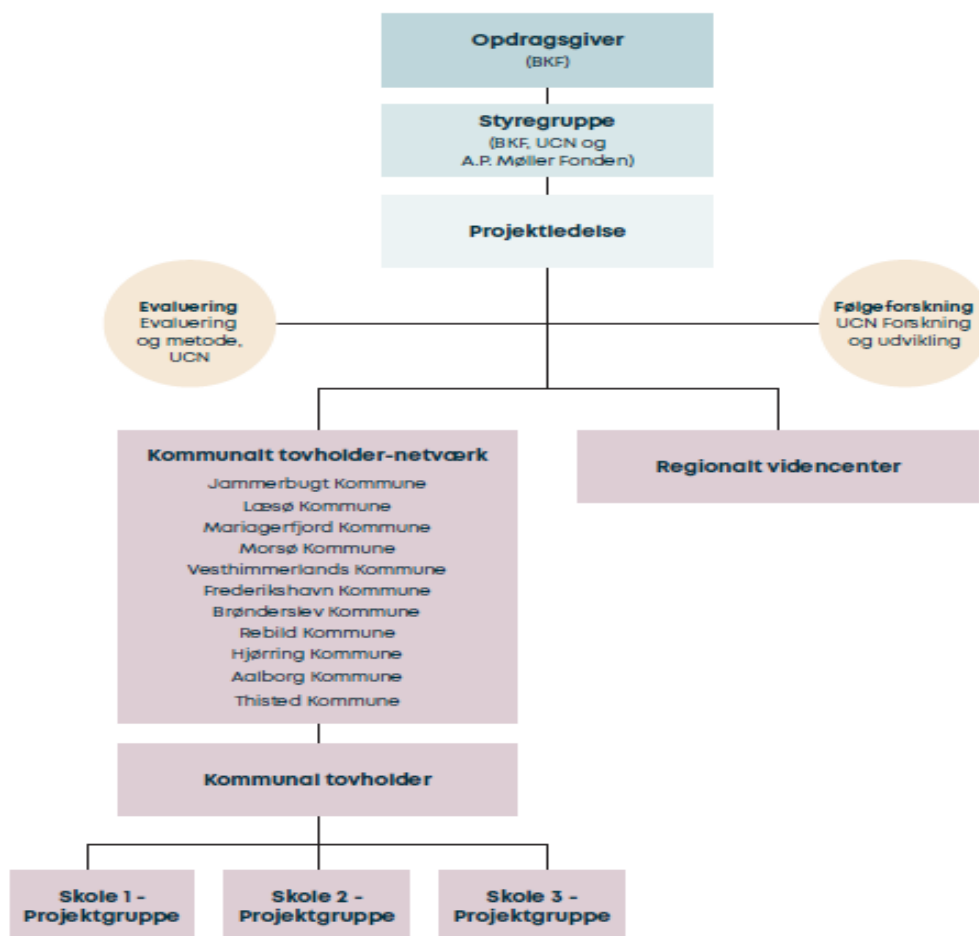 Opdragsgiver
(BKF)
Styregruppe
(BKF, UCN og
A.P. Møller Fonden)
Projektledelse
Evaluering
Evaluering
og metode,
UCN
Følgeforskning
UCN Forskning
og udvikling
Kommunalt tovholder-netværk
Jammerbugt Kommune
Læsø Kommune
Mariagerfjord Kommune
Morsø Kommune
Vesthimmerlands Kommune
Frederikshavn Kommune
Brønderslev Kommune
Rebild Kommune
Hjørring Kommune
Aalborg Kommune
Thisted Kommune
Regionalt videncenter
Kommunal tovholder
Skole 1 -
Projektgruppe
Skole 2 -
Projektgruppe
Skole 3 -
Projektgruppe